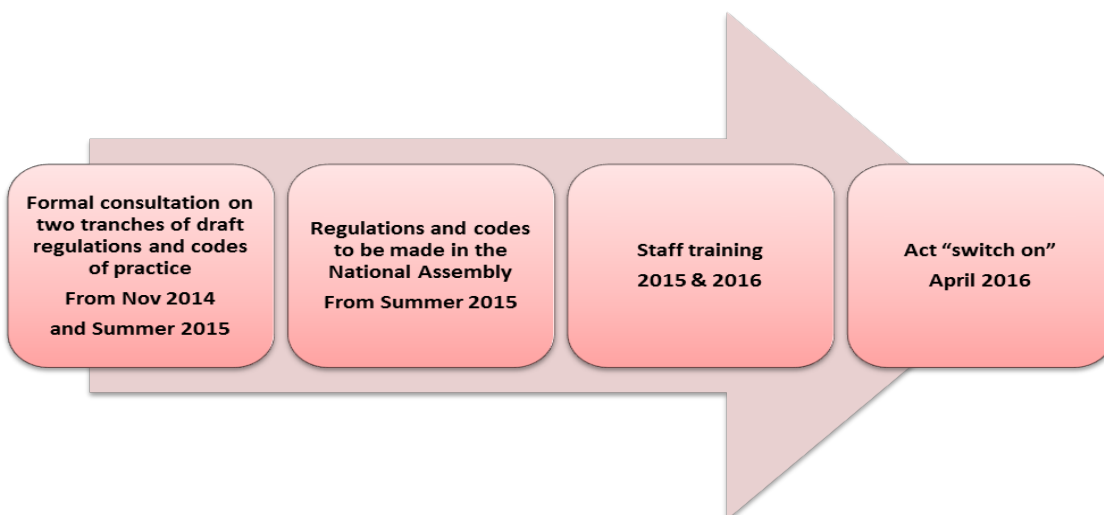 Formal consultation on
two tranches of draft
regulations and codes
of practice
From Nov 2014
and Summer 2015
Regulations and codes
to be made in the
National Assembly
From Summer 2015
Staff training
2015 & 2016
Act “switch on”
April 2016